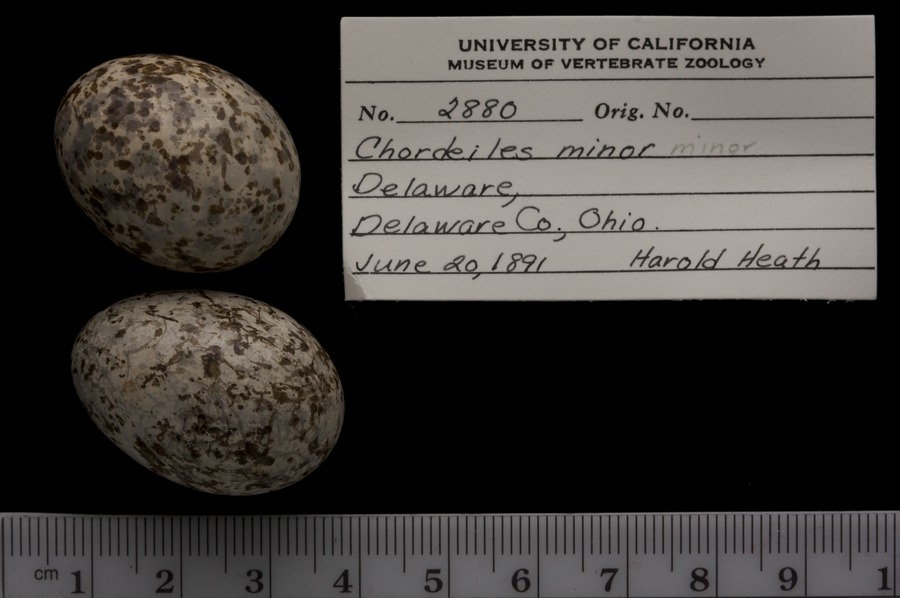 UNIVERSITY OF CALIFORNIA
MUSEUM OF VERTEBRATE ZOOLOGY
No. 2880 Orig. No.
Chordeiles minor minor
Delaware,
Delaware Co., Ohio.
June 20, 1891 Harold Heath
cm 1 2 3 4 5 6 7 8 9 1